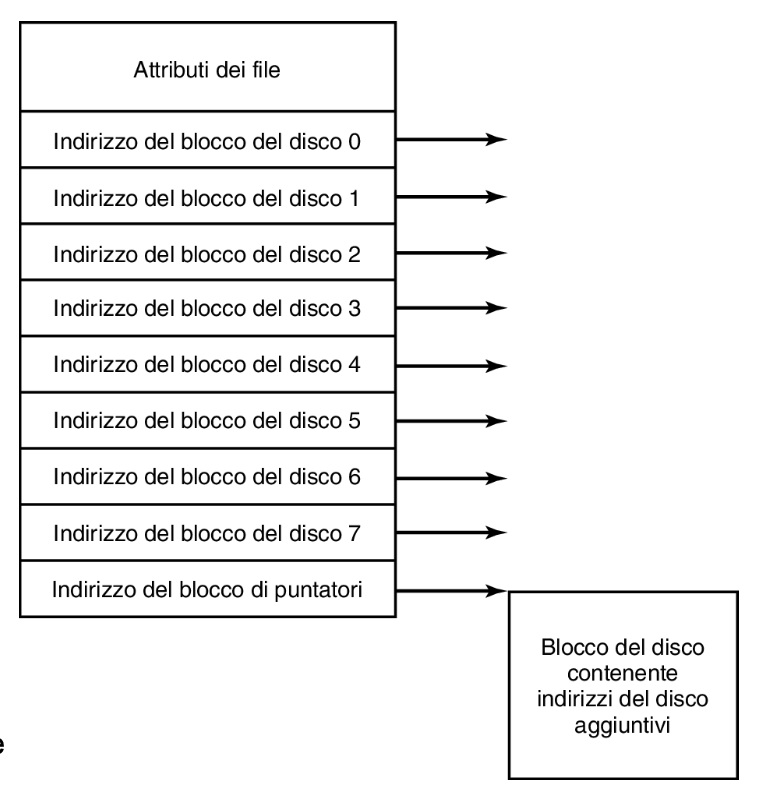 Attributi dei file
Indirizzo del blocco del disco 0
Indirizzo del blocco del disco 1
Indirizzo del blocco del disco 2
Indirizzo del blocco del disco 3
Indirizzo del blocco del disco 4
Indirizzo del blocco del disco 5
Indirizzo del blocco del disco 6
Indirizzo del blocco del disco 7
Indirizzo del blocco di puntatori
Blocco del disco
contenente
indirizzi del disco
aggiuntivi
e